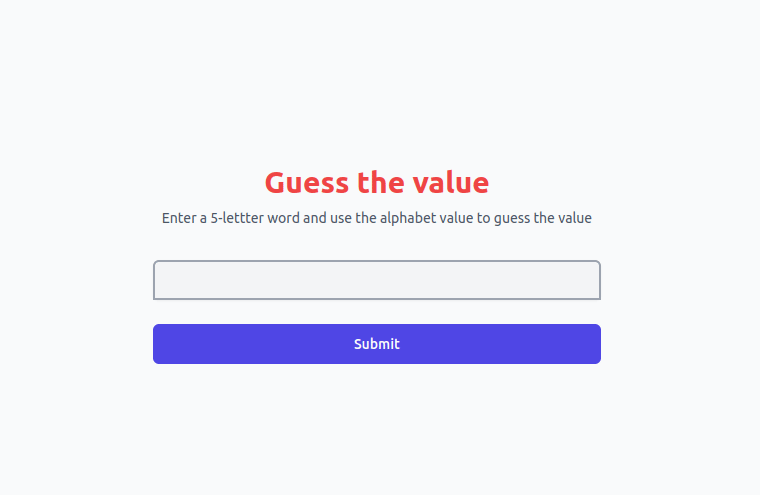 Guess the value
Enter a 5-lettter word and use the alphabet value to guess the value
Submit